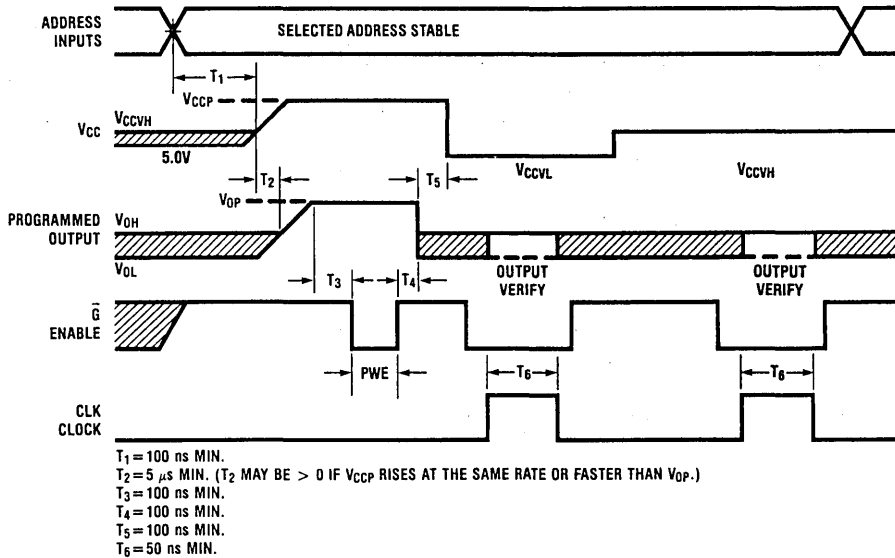 ADDRESS
INPUTS
SELECTED ADDRESS STABLE
T1
VCCP
VCCVH
VCC
5.0V
VCCVL
VCCVH
T2
T5
VOP
PROGRAMMED
OUTPUT
VOH
VOL
OUTPUT
VERIFY
OUTPUT
VERIFY
T3
T4
G̅
ENABLE
PWE
T6
T6
CLK
CLOCK
T1 = 100 ns MIN.
T2 = 5 μs MIN. (T2 MAY BE > 0 IF VCCP RISES AT THE SAME RATE OR FASTER THAN VOP.)
T3 = 100 ns MIN.
T4 = 100 ns MIN.
T5 = 100 ns MIN.
T6 = 50 ns MIN.